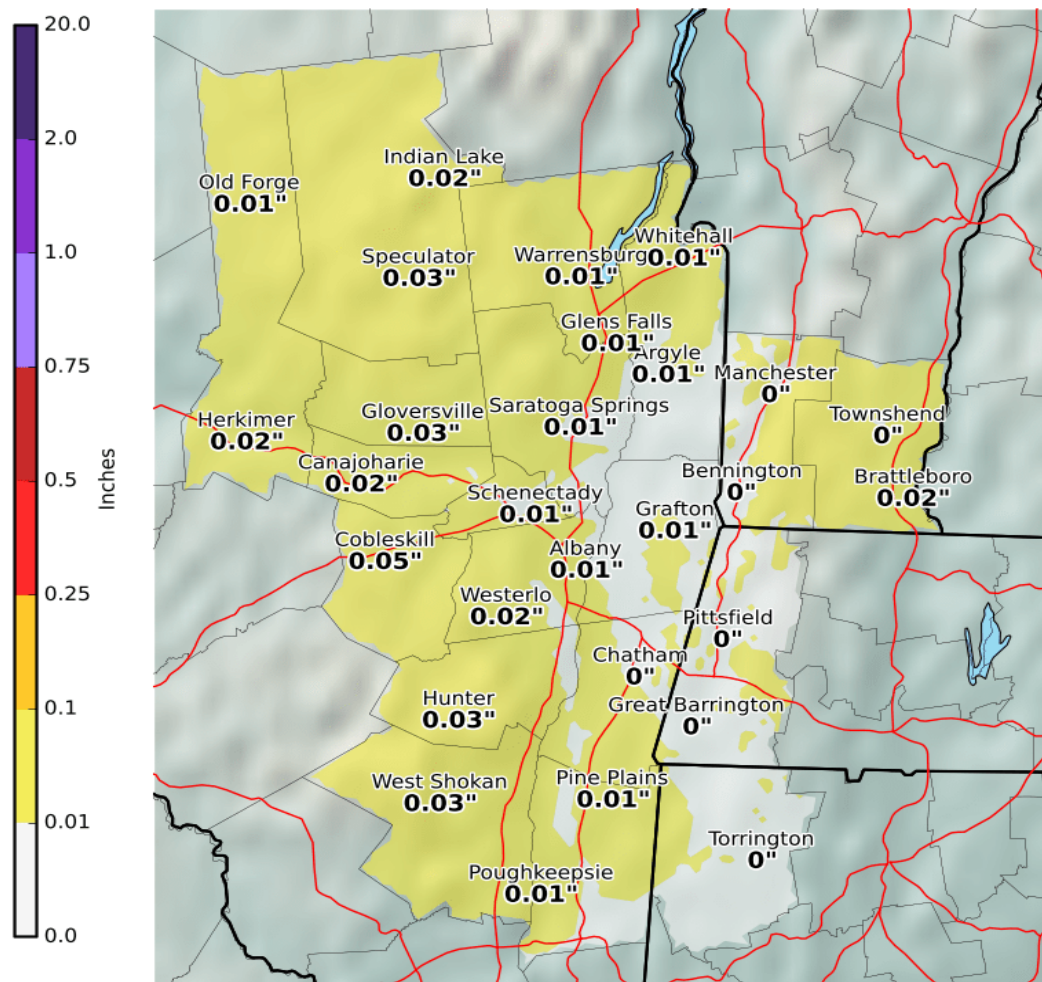 20.0
2.0
1.0
0.75
0.5
0.25
0.1
0.01
0.0
Inches
Indian Lake
0.02"
Old Forge
0.01"
Whitehall
0.01"
Speculator
0.03"
Warrensburg
0.01"
Glens Falls
0.01"
Argyle
0.01"
Manchester
0"
Saratoga Springs
0.01"
Gloversville
0.03"
Townshend
0"
Herkimer
0.02"
Canajoharie
0.02"
Bennington
0"
Brattleboro
0.02"
Schenectady
0.01"
Grafton
0.01"
Cobleskill
0.05"
Albany
0.01"
Westerlo
0.02"
Pittsfield
0"
Chatham
0"
Hunter
0.03"
Great Barrington
0"
West Shokan
0.03"
Pine Plains
0.01"
Torrington
0"
Poughkeepsie
0.01"